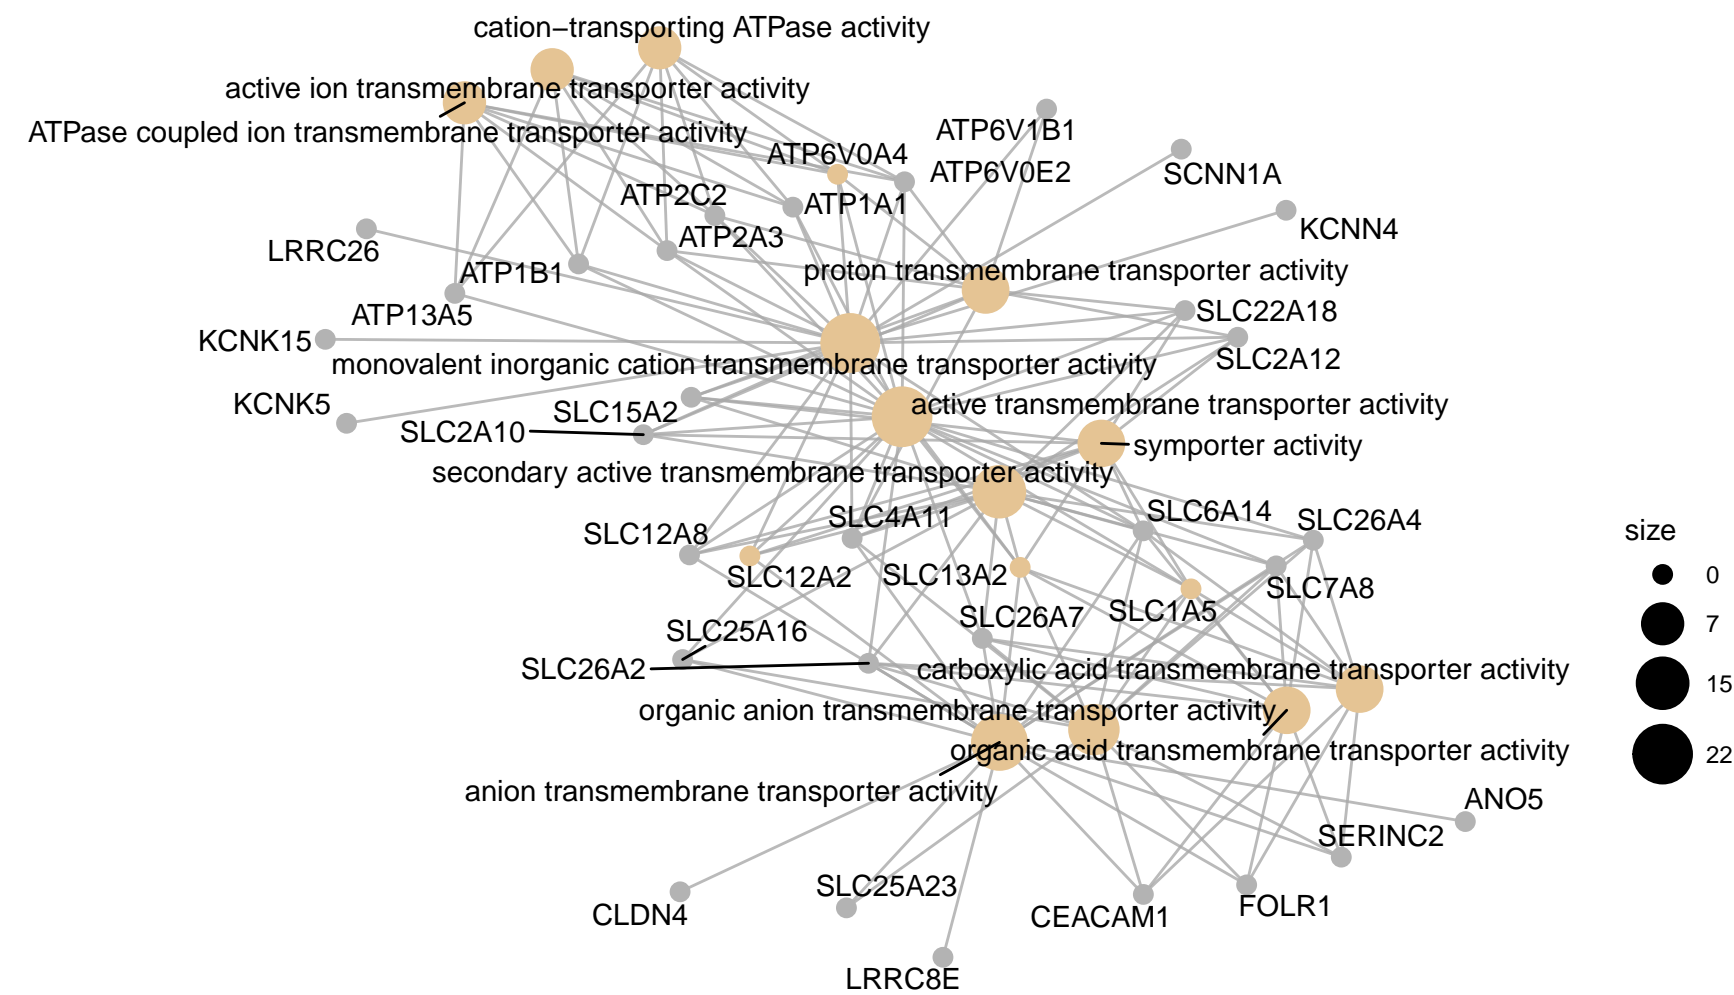 cation−transporting ATPase activity
active ion transmembrane transporter activity
ATPase coupled ion transmembrane transporter activity
ATP6V1B1
ATP6V0A4
ATP6V0E2
SCNN1A
ATP2C2
ATP1A1
KCNN4
ATP2A3
LRRC26
ATP1B1
proton transmembrane transporter activity
SLC22A18
ATP13A5
KCNK15
SLC2A12
monovalent inorganic cation transmembrane transporter activity
KCNK5
SLC15A2
active transmembrane transporter activity
SLC2A10
symporter activity
secondary active transmembrane transporter activity
SLC6A14
SLC4A11
SLC26A4
SLC12A8
size
SLC12A2
SLC13A2
0
SLC7A8
SLC1A5
SLC26A7
7
SLC25A16
SLC26A2
carboxylic acid transmembrane transporter activity
15
organic anion transmembrane transporter activity
organic acid transmembrane transporter activity
22
anion transmembrane transporter activity
ANO5
SERINC2
SLC25A23
FOLR1
CLDN4
CEACAM1
LRRC8E